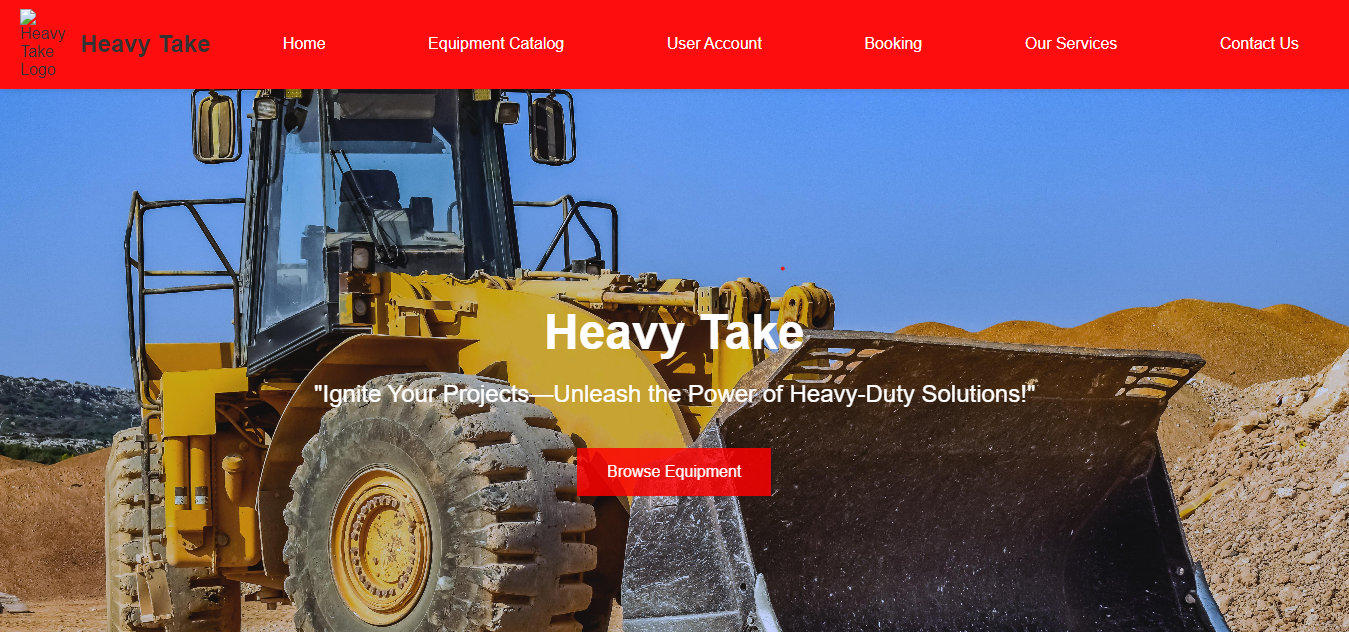 Heavy
Take
Logo
Heavy Take
Home
Equipment Catalog
User Account
Booking
Our Services
Contact Us
Heavy Take
"Ignite Your Projects—Unleash the Power of Heavy-Duty Solutions!"
Browse Equipment